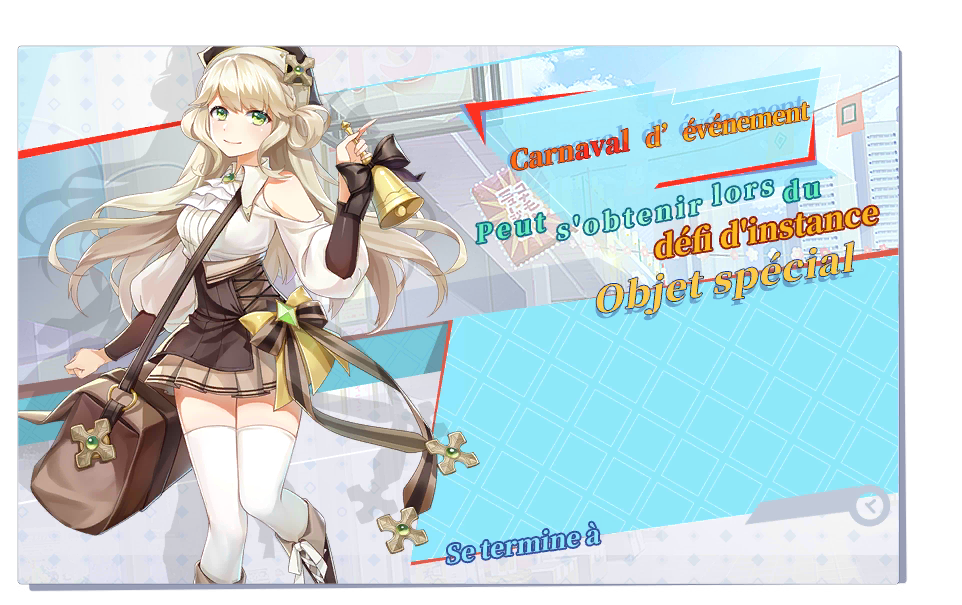 Carnaval d’ événement
Peut s'obtenir lors du
défi d'instance
Objet spécial
Se termine à